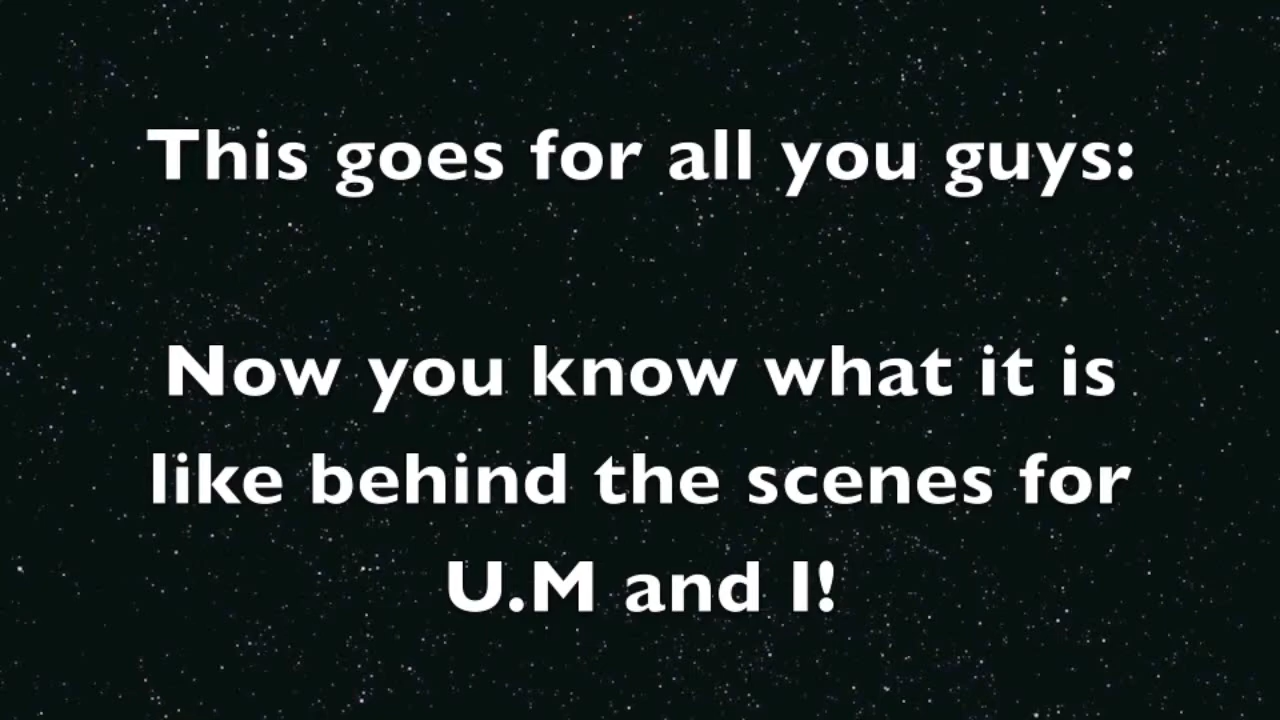 This goes for all you guys:
Now you know what it is
like behind the scenes for
U.M and I!